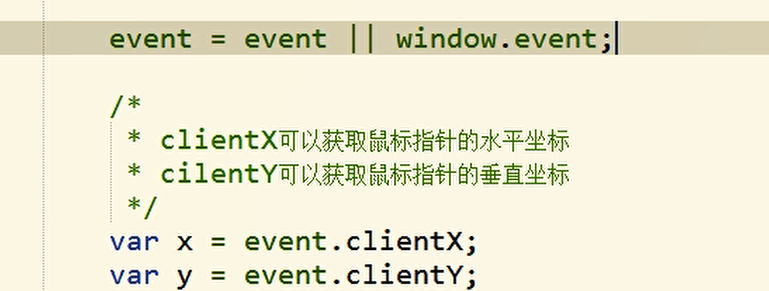 event = event || window.event;
/*
* clientX可以获取鼠标指针的水平坐标
* cilentY可以获取鼠标指针的垂直坐标
*/
var x = event.clientX;
var y = event.clientY;